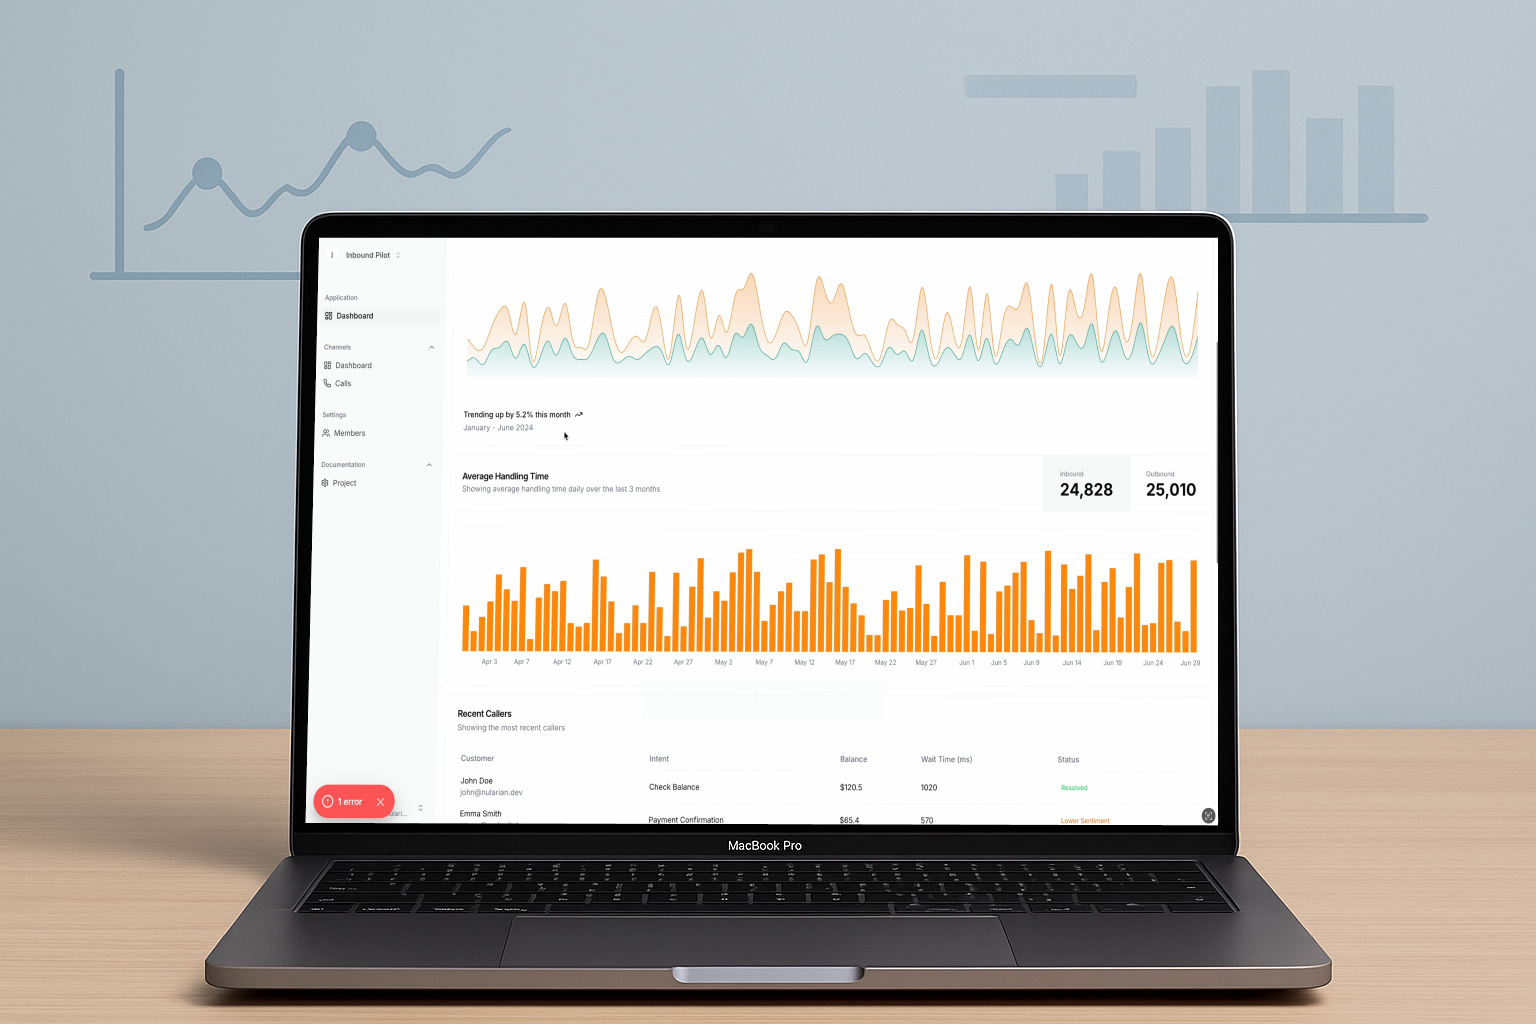 Inbound Pilot
Application
Dashboard
Channels
Dashboard
Calls
Settings
Members
Documentation
Project
1 error
Trending up by 5.2% this month
January - June 2024
Average Handling Time
Showing average handling time daily over the last 3 months
Inbound
24,828
Outbound
25,010
Apr 3 Apr 7 Apr 12 Apr 17 Apr 22 Apr 27 May 2 May 7 May 12 May 17 May 22 May 27 Jun 1 Jun 5 Jun 9 Jun 14 Jun 19 Jun 24 Jun 29
Recent Callers
Showing the most recent callers
Customer Intent Balance Wait Time (ms) Status
John Doe
john@nularian.dev
Check Balance $120.5 1020 Resolved
Emma Smith
Payment Confirmation $65.4 570 Lower Sentiment
MacBook Pro